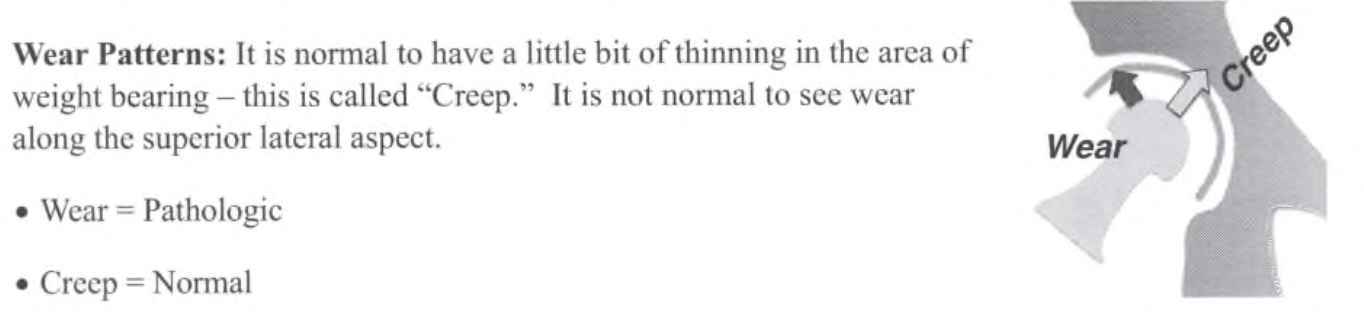 Wear Patterns: It is normal to have a little bit of thinning in the area of
weight bearing – this is called “Creep.” It is not normal to see wear
along the superior lateral aspect.
• Wear = Pathologic
• Creep = Normal
Creep
Wear